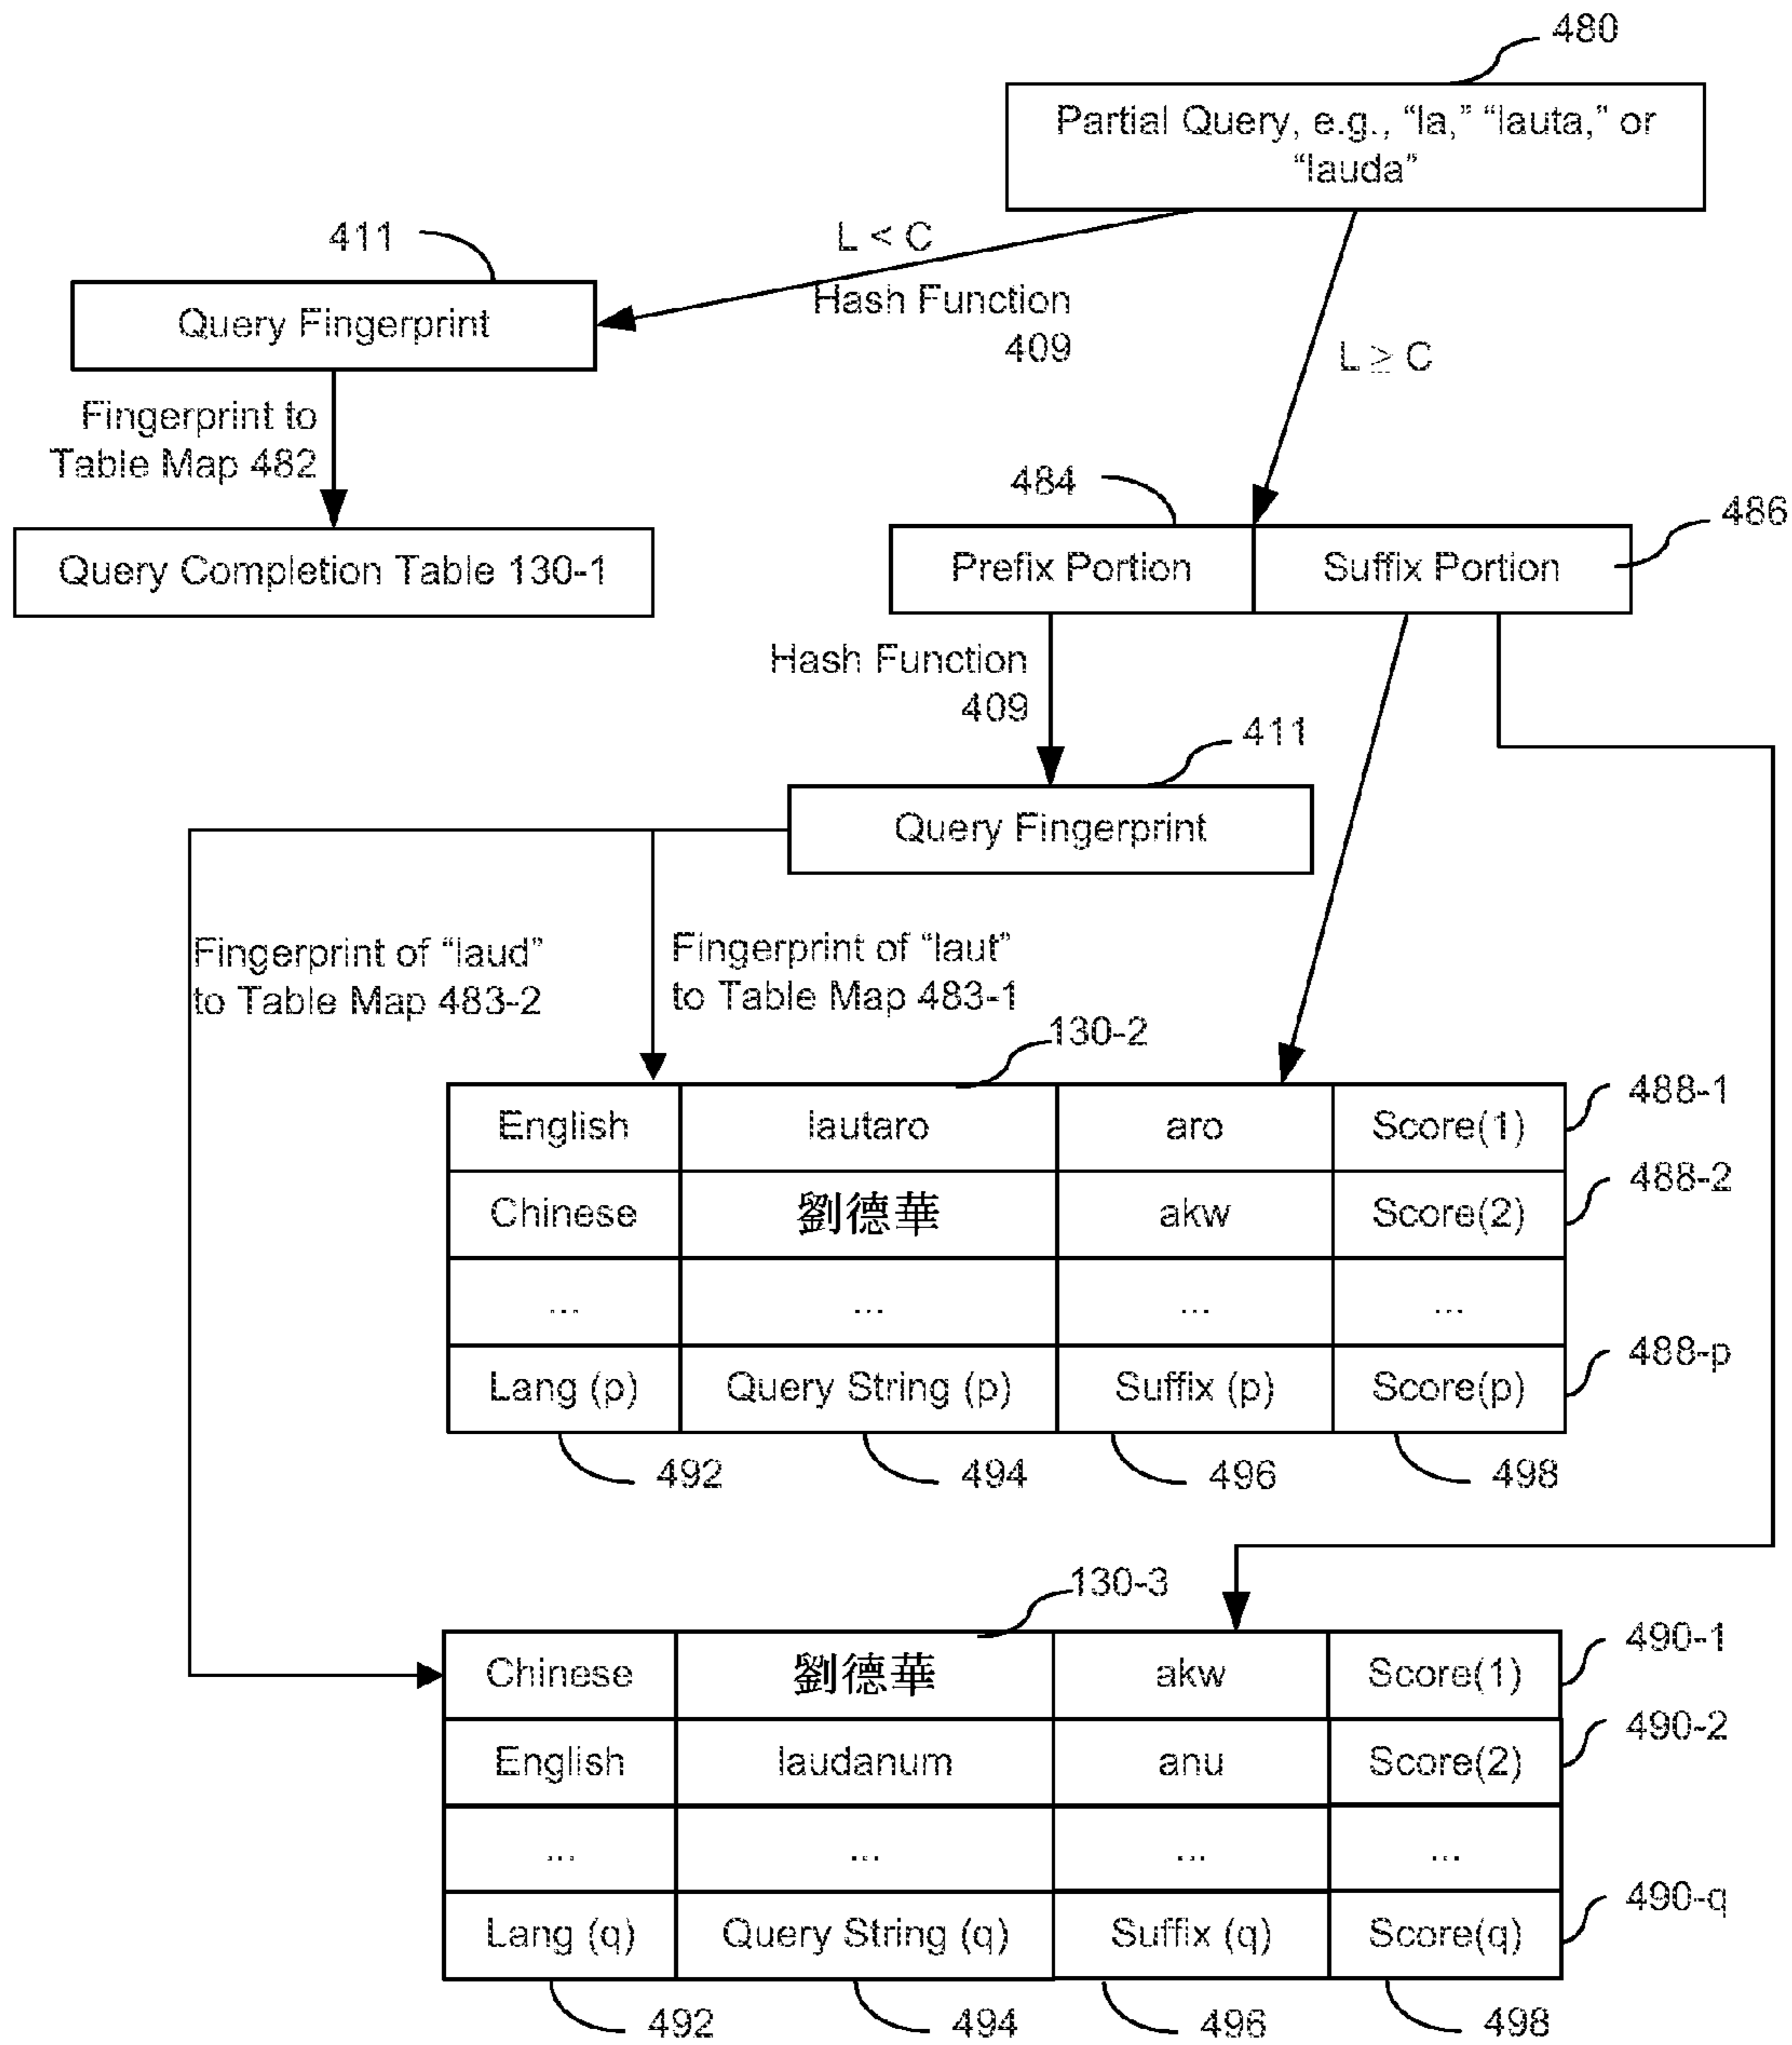 480
Partial Query, e.g., “la,” “lauta,” or
“lauda”
411
L < C
Query Fingerprint
Hash Function
409
L ≥ C
Fingerprint to
Table Map 482
484
486
Query Completion Table 130-1
Prefix Portion
Suffix Portion
Hash Function
409
411
Query Fingerprint
Fingerprint of “laud”
to Table Map 483-2
Fingerprint of “laut”
to Table Map 483-1
130-2
English lautaro aro Score(1) 488-1
Chinese 劉德華 akw Score(2) 488-2
... ... ... ...
Lang (p) Query String (p) Suffix (p) Score(p) 488-p
492 494 496 498
130-3
Chinese 劉德華 akw Score(1) 490-1
English laudanum anu Score(2) 490-2
... ... ... ...
Lang (q) Query String (q) Suffix (q) Score(q) 490-q
492 494 496 498